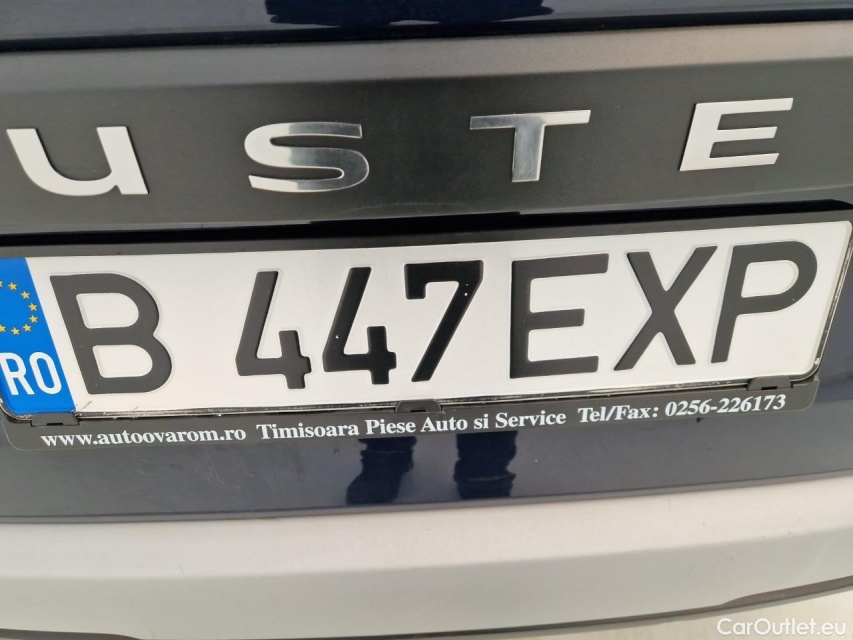 USTE
B 447EXP
RO
www.autoovarom.ro Timisoara Piese Auto si Service Tel/Fax: 0256-226173
CarOutlet.eu